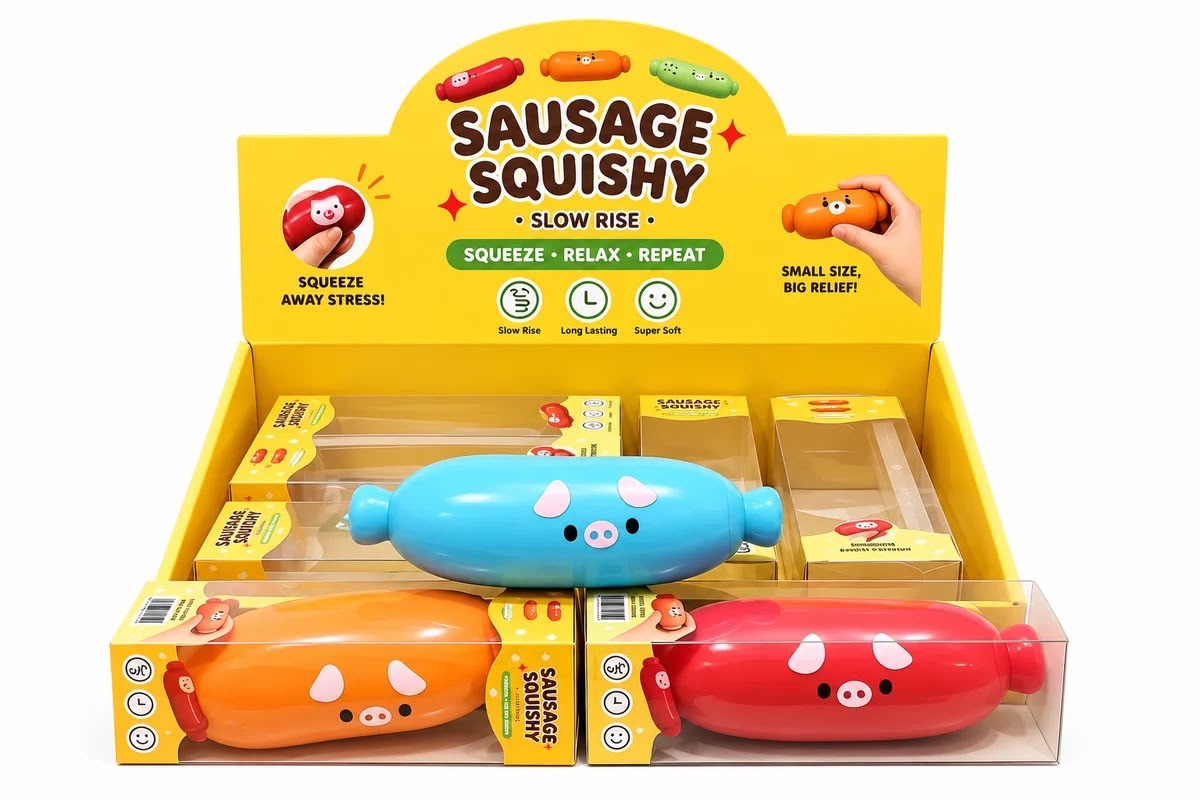 SAUSAGE
SQUISHY
• SLOW RISE •
SQUEEZE • RELAX • REPEAT
SQUEEZE
AWAY STRESS!
SMALL SIZE,
BIG RELIEF!
Slow Rise
Long Lasting
Super Soft
SAUSAGE
SQUISHY
SAUSAGE
SQUISHY
SAUSAGE
SAUSAGE
SQUISHY